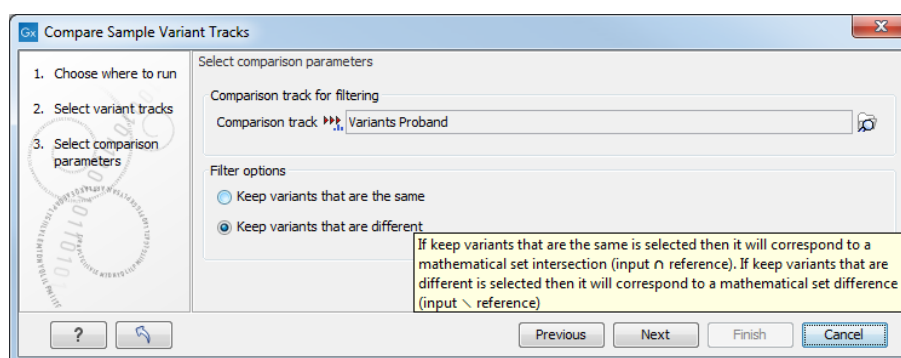 Gx Compare Sample Variant Tracks
1. Choose where to run
2. Select variant tracks
3. Select comparison
parameters
Select comparison parameters
Comparison track for filtering
Comparison track Variants Proband
Filter options
Keep variants that are the same
Keep variants that are different
If keep variants that are the same is selected then it will correspond to a
mathematical set intersection (input ∩ reference). If keep variants that are
different is selected then it will correspond to a mathematical set difference
(input ∖ reference)
? Previous Next Finish Cancel